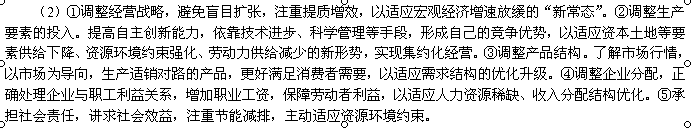 (2)①调整经营战略，避免盲目扩张，注重提质增效，以适应宏观经济增速放缓的“新常态”。②调整生产
要素的投入。提高自主创新能力，依靠技术进步、科学管理等手段，形成自己的竞争优势，以适应资本土地等要
素供给下降、资源环境约束强化、劳动力供给减少的新形势，实现集约化经营。③调整产品结构。了解市场行情，
以市场为导向，生产适销对路的产品，更好满足消费者需要，以适应需求结构的优化升级。④调整企业分配，正
确处理企业与职工利益关系，增加职业工资，保障劳动者利益，以适应人力资源稀缺、收入分配结构优化。⑤承
担社会责任，讲求社会效益，注重节能减排，主动适应资源环境约束。